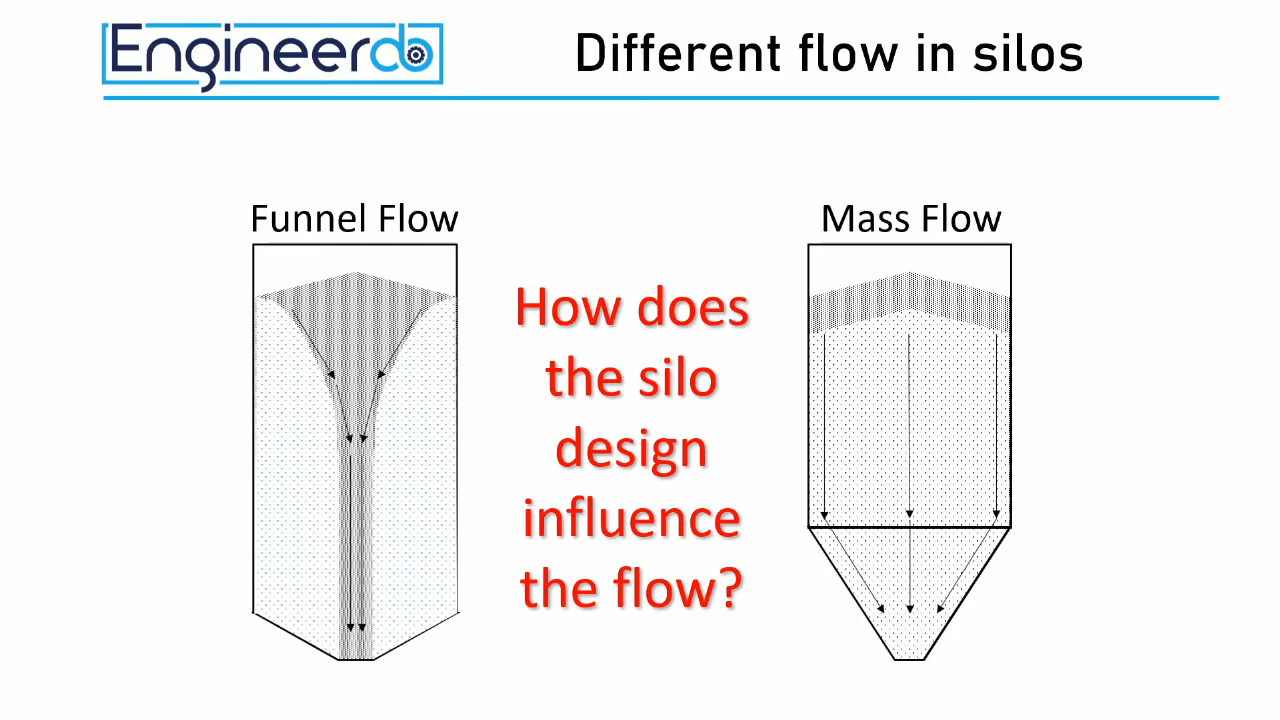 Engineerdo
Different flow in silos
Funnel Flow
Mass Flow
How does
the silo
design
influence
the flow?